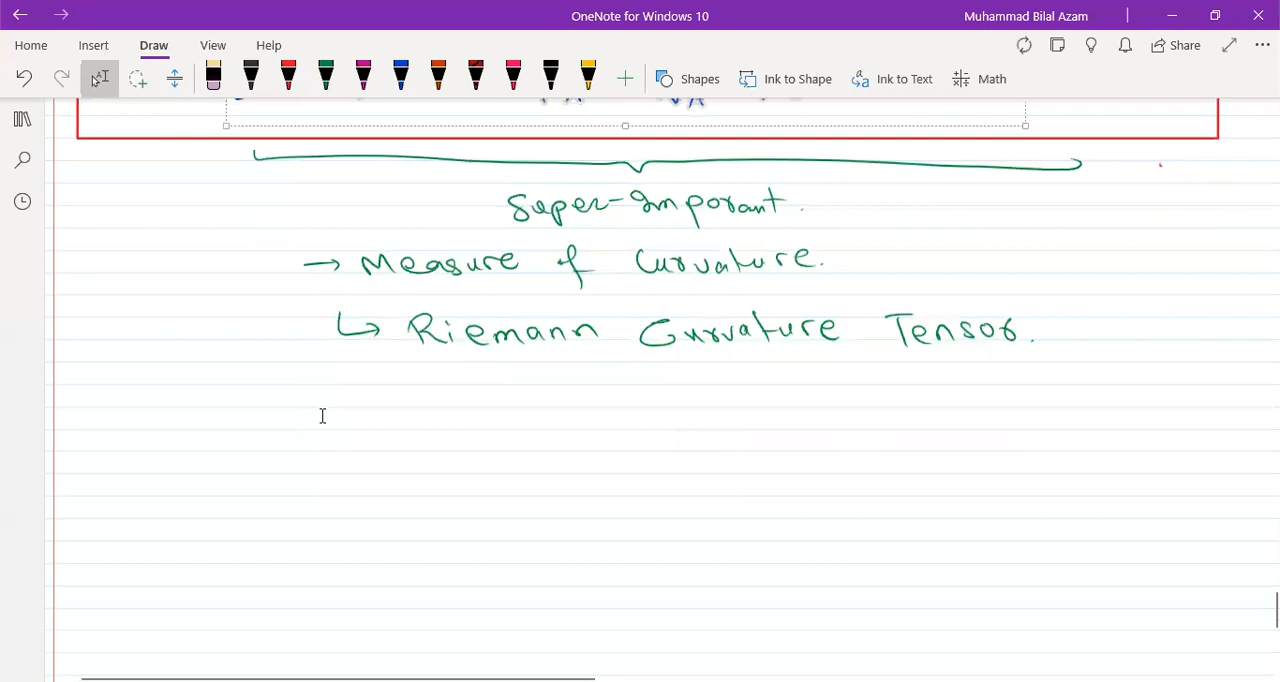 OneNote for Windows 10
Muhammad Bilal Azam
Home Insert Draw View Help
Share
Shapes Ink to Shape Ink to Text Math
Super-Imporant.
→ Measure of Curvature.
↳ Riemann Curvature Tensor.